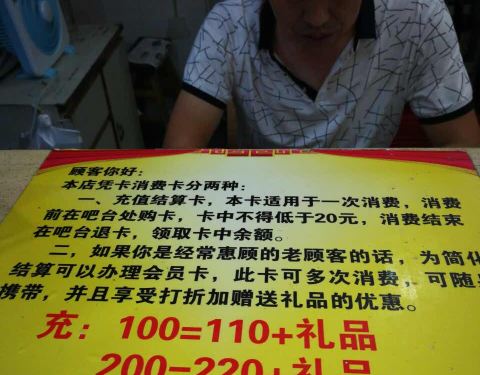 顾客你好:
本店凭卡消费卡分两种:
一、充值结算卡，本卡适用于一次消费，消费
前在吧台处购卡，卡中不得低于20元，消费结束
在吧台退卡，领取卡中余额。
二，如果你是经常惠顾的老顾客的话，为简化
结算可以办理会员卡，此卡可多次消费，可随身
携带，并且享受打折加赠送礼品的优惠。
充: 100=110+礼品
200=220+礼品